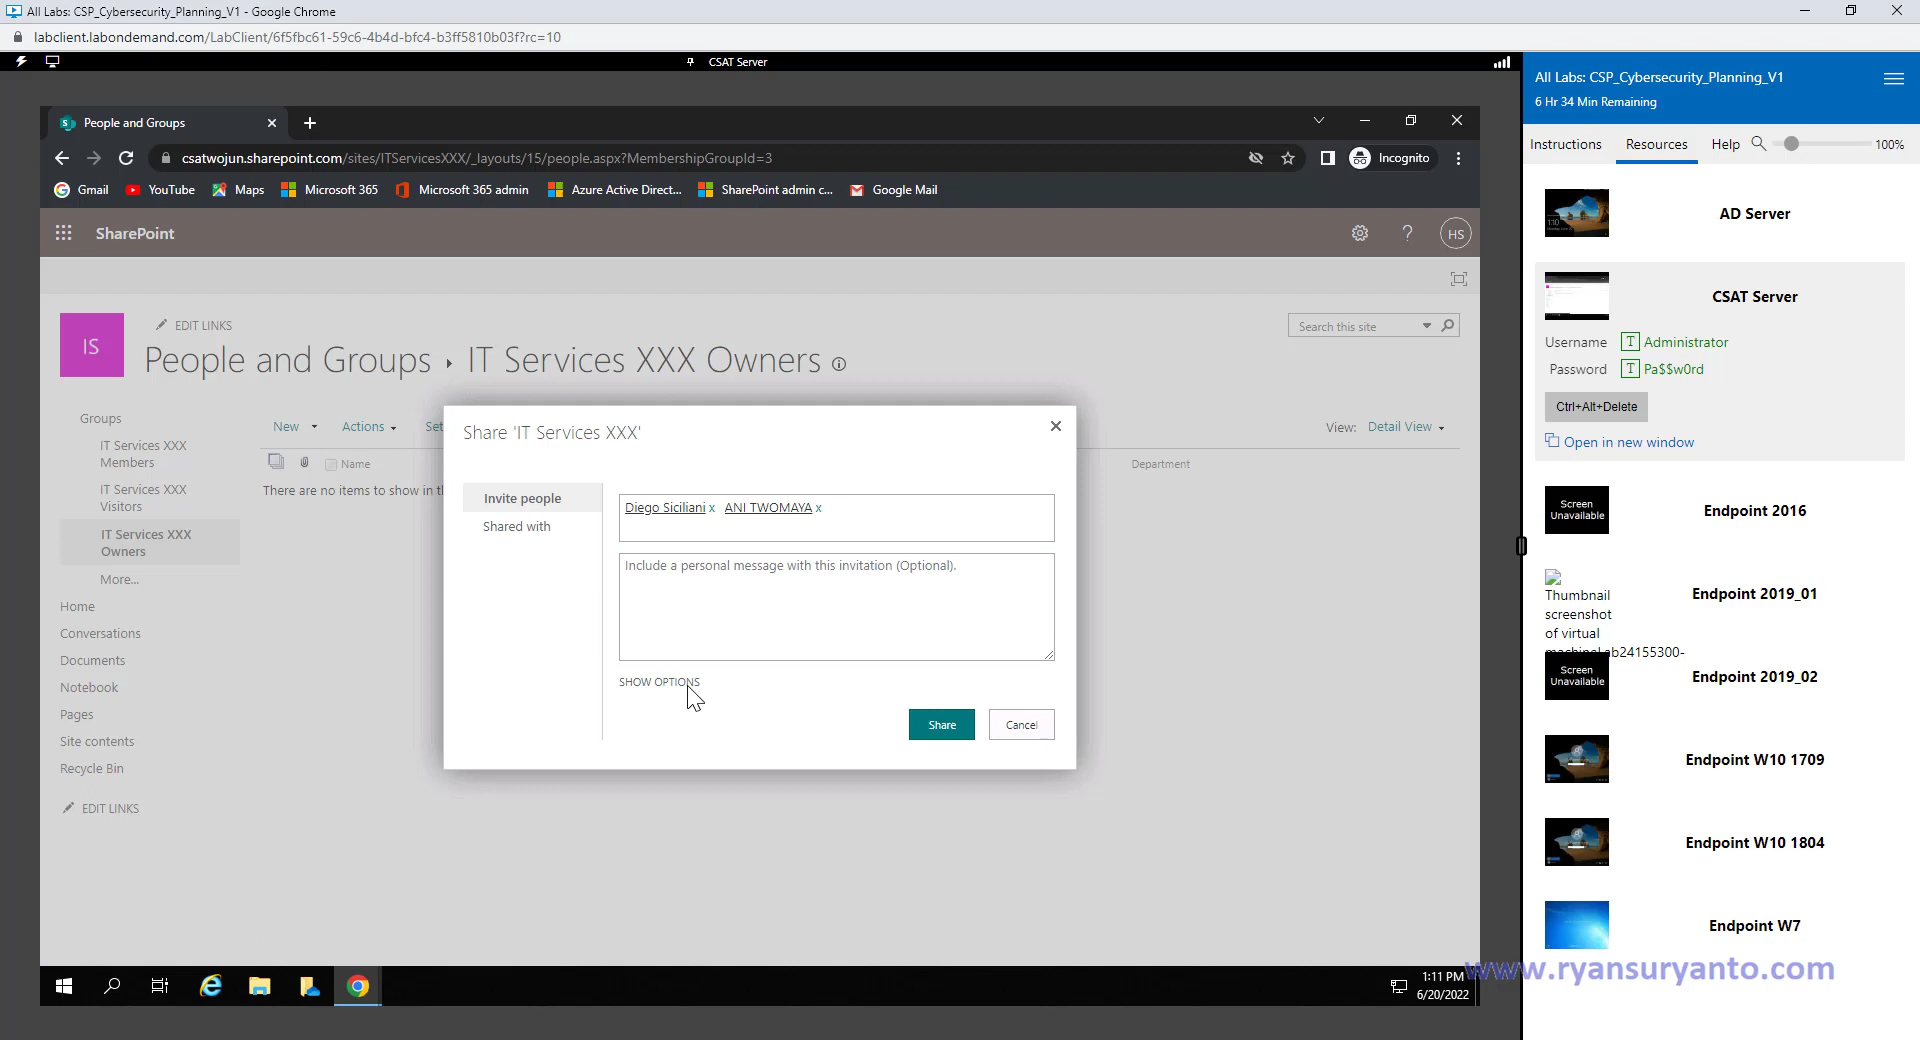 All Labs: CSP_Cybersecurity_Planning_V1 - Google Chrome
labclient.labondemand.com/LabClient/6f5fbc61-59c6-4b4d-bfc4-b3ff5810b03f?rc=10
CSAT Server
All Labs: CSP_Cybersecurity_Planning_V1
6 Hr 34 Min Remaining
Instructions
Resources
Help
100%
People and Groups
csatwojun.sharepoint.com/sites/ITServicesXXX/_layouts/15/people.aspx?MembershipGroupId=3
Incognito
Gmail
YouTube
Maps
Microsoft 365
Microsoft 365 admin
Azure Active Direct...
SharePoint admin c...
Google Mail
SharePoint
?
HS
IS
EDIT LINKS
Search this site
People and Groups
IT Services XXX Owners
Groups
IT Services XXX
Members
IT Services XXX
Visitors
IT Services XXX
Owners
More...
Home
Conversations
Documents
Notebook
Pages
Site contents
Recycle Bin
EDIT LINKS
New
Actions
Set
View: Detail View
Name
Department
There are no items to show in t
Share 'IT Services XXX'
Invite people
Shared with
Diego Siciliani x ANI TWOMAYA x
Include a personal message with this invitation (Optional).
SHOW OPTIONS
Share
Cancel
1:11 PM
6/20/2022
AD Server
CSAT Server
Username
T Administrator
Password
T Pa$$w0rd
Ctrl+Alt+Delete
Open in new window
Screen
Unavailable
Endpoint 2016
Thumbnail
screenshot
of virtual
Endpoint 2019_01
ab24155300-
Screen
Unavailable
Endpoint 2019_02
Endpoint W10 1709
Endpoint W10 1804
Endpoint W7
www.ryansuryanto.com